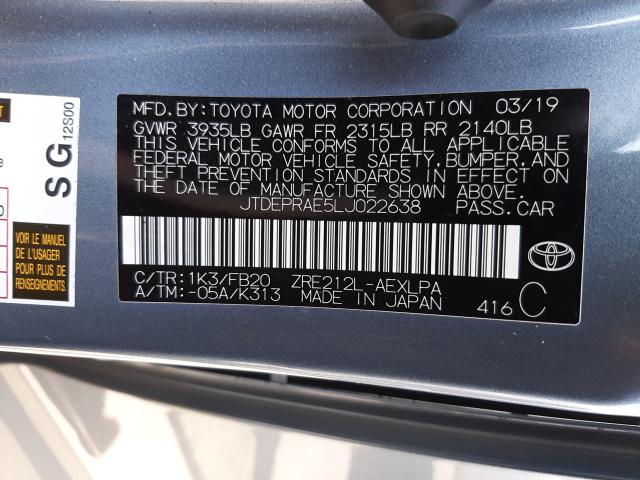 MFD. BY: TOYOTA MOTOR CORPORATION 03/19
GVWR 3935LB GAWR FR 2315LB RR 2140LB
THIS VEHICLE CONFORMS TO ALL APPLICABLE
FEDERAL MOTOR VEHICLE SAFETY, BUMPER, AND
THEFT PREVENTION STANDARDS IN EFFECT ON
THE DATE OF MANUFACTURE SHOWN ABOVE.
JTDEPRAE5LJ022638 PASS. CAR
C/TR: 1K3/FB20 ZRE212L-AEXLPA
A/TM: -05A/K313 MADE IN JAPAN
416 C
TOYOTA
SG 12S00
VOIR LE MANUEL
DE L'USAGER
POUR PLUS DE
RENSEIGNEMENTS